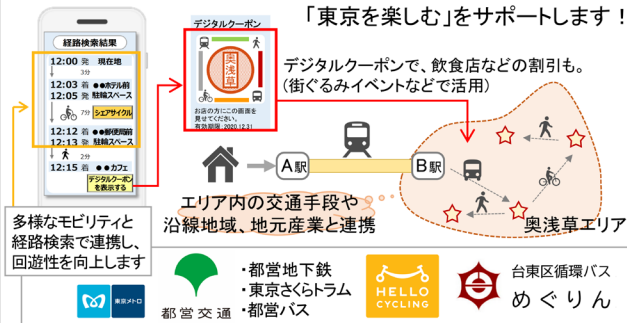 「東京を楽しむ」をサポートします！
経路検索結果
12:00 発 現在地
3分
12:03 着 ●●ホテル前
12:05 発 駐輪スペース
7分 シェアサイクル
12:12 着 ●●郵便局前
12:13 発 駐輪スペース
2分
12:15 着 ●●カフェ
デジタルクーポン
を表示する
デジタルクーポン
奥浅草
お店の方にこの画面を
見せてください。
有効期限:2020.12.31
デジタルクーポンで、飲食店などの割引も。
(街ぐるみイベントなどで活用)
A駅
B駅
エリア内の交通手段や
沿線地域、地元産業と連携
奥浅草エリア
多様なモビリティと
経路検索で連携し、
回遊性を向上します
東京メトロ
都営交通
・都営地下鉄
・東京さくらトラム
・都営バス
HELLO
CYCLING
台東区循環バス
めぐりん